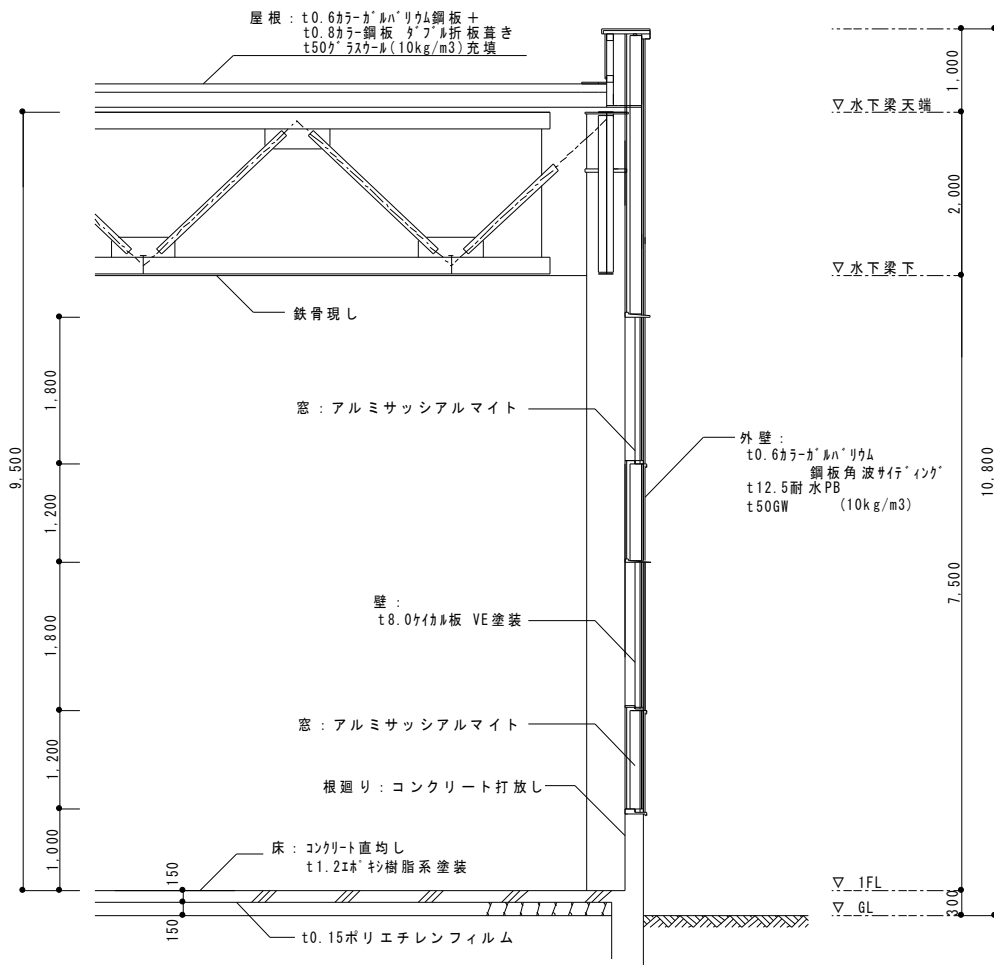 屋根：t0.6ｶﾗｰｶﾞﾙﾊﾞﾘｳﾑ鋼板＋
t0.8ｶﾗｰ鋼板 ﾀﾞﾌﾞﾙ折板葺き
t50ｸﾞﾗｽｳｰﾙ(10kg/m3)充填
1,000
▽水下梁天端
2,000
▽水下梁下
鉄骨現し
1,800
9,500
窓：アルミサッシアルマイト
外壁：
t0.6ｶﾗｰｶﾞﾙﾊﾞﾘｳﾑ
鋼板角波ｻｲﾃﾞｨﾝｸﾞ
t12.5耐水PB
t50GW (10kg/m3)
10,800
1,200
7,500
壁：
t8.0ｹｲｶﾙ板 VE塗装
1,800
窓：アルミサッシアルマイト
1,200
根廻り：コンクリート打放し
1,000
床：ｺﾝｸﾘｰﾄ直均し
t1.2ｴﾎﾟｷｼ樹脂系塗装
150
▽ 1FL
300
▽ GL
150
t0.15ポリエチレンフィルム